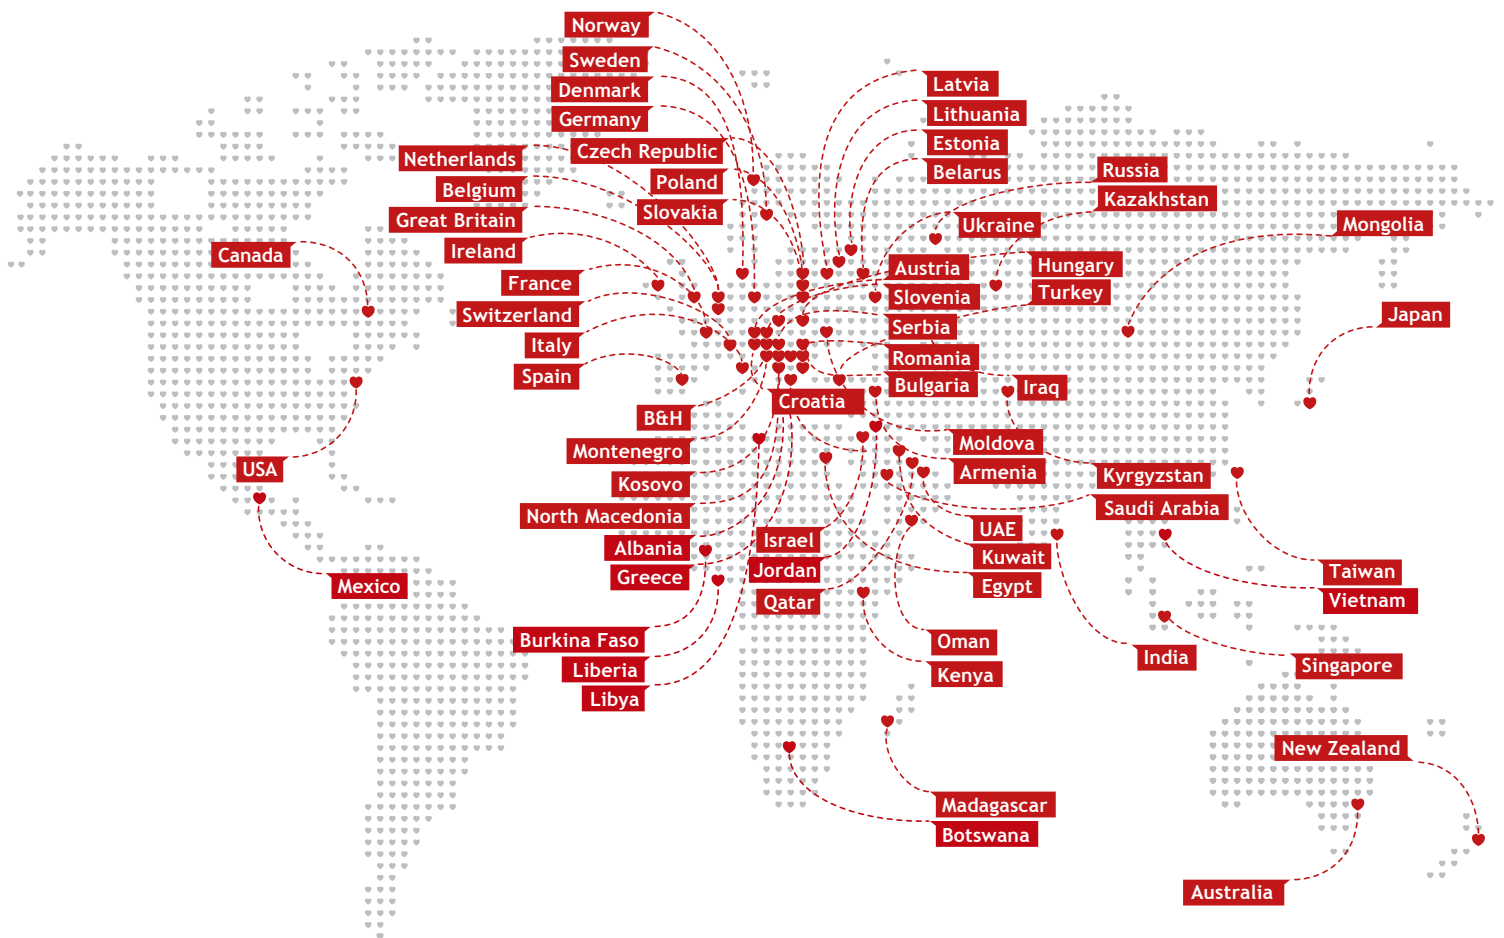 Norway
Sweden
Denmark
Germany
Czech Republic
Netherlands
Poland
Belgium
Slovakia
Great Britain
Ireland
Canada
France
Switzerland
Italy
Spain
Latvia
Lithuania
Estonia
Belarus
Russia
Kazakhstan
Ukraine
Mongolia
Austria
Hungary
Slovenia
Turkey
Serbia
Japan
Romania
Bulgaria
Iraq
Croatia
B&H
Montenegro
Kosovo
North Macedonia
Albania
Greece
Moldova
Armenia
Kyrgyzstan
Saudi Arabia
USA
Mexico
Israel
Jordan
Qatar
UAE
Kuwait
Egypt
Taiwan
Vietnam
Burkina Faso
Liberia
Libya
Oman
Kenya
India
Singapore
New Zealand
Madagascar
Botswana
Australia